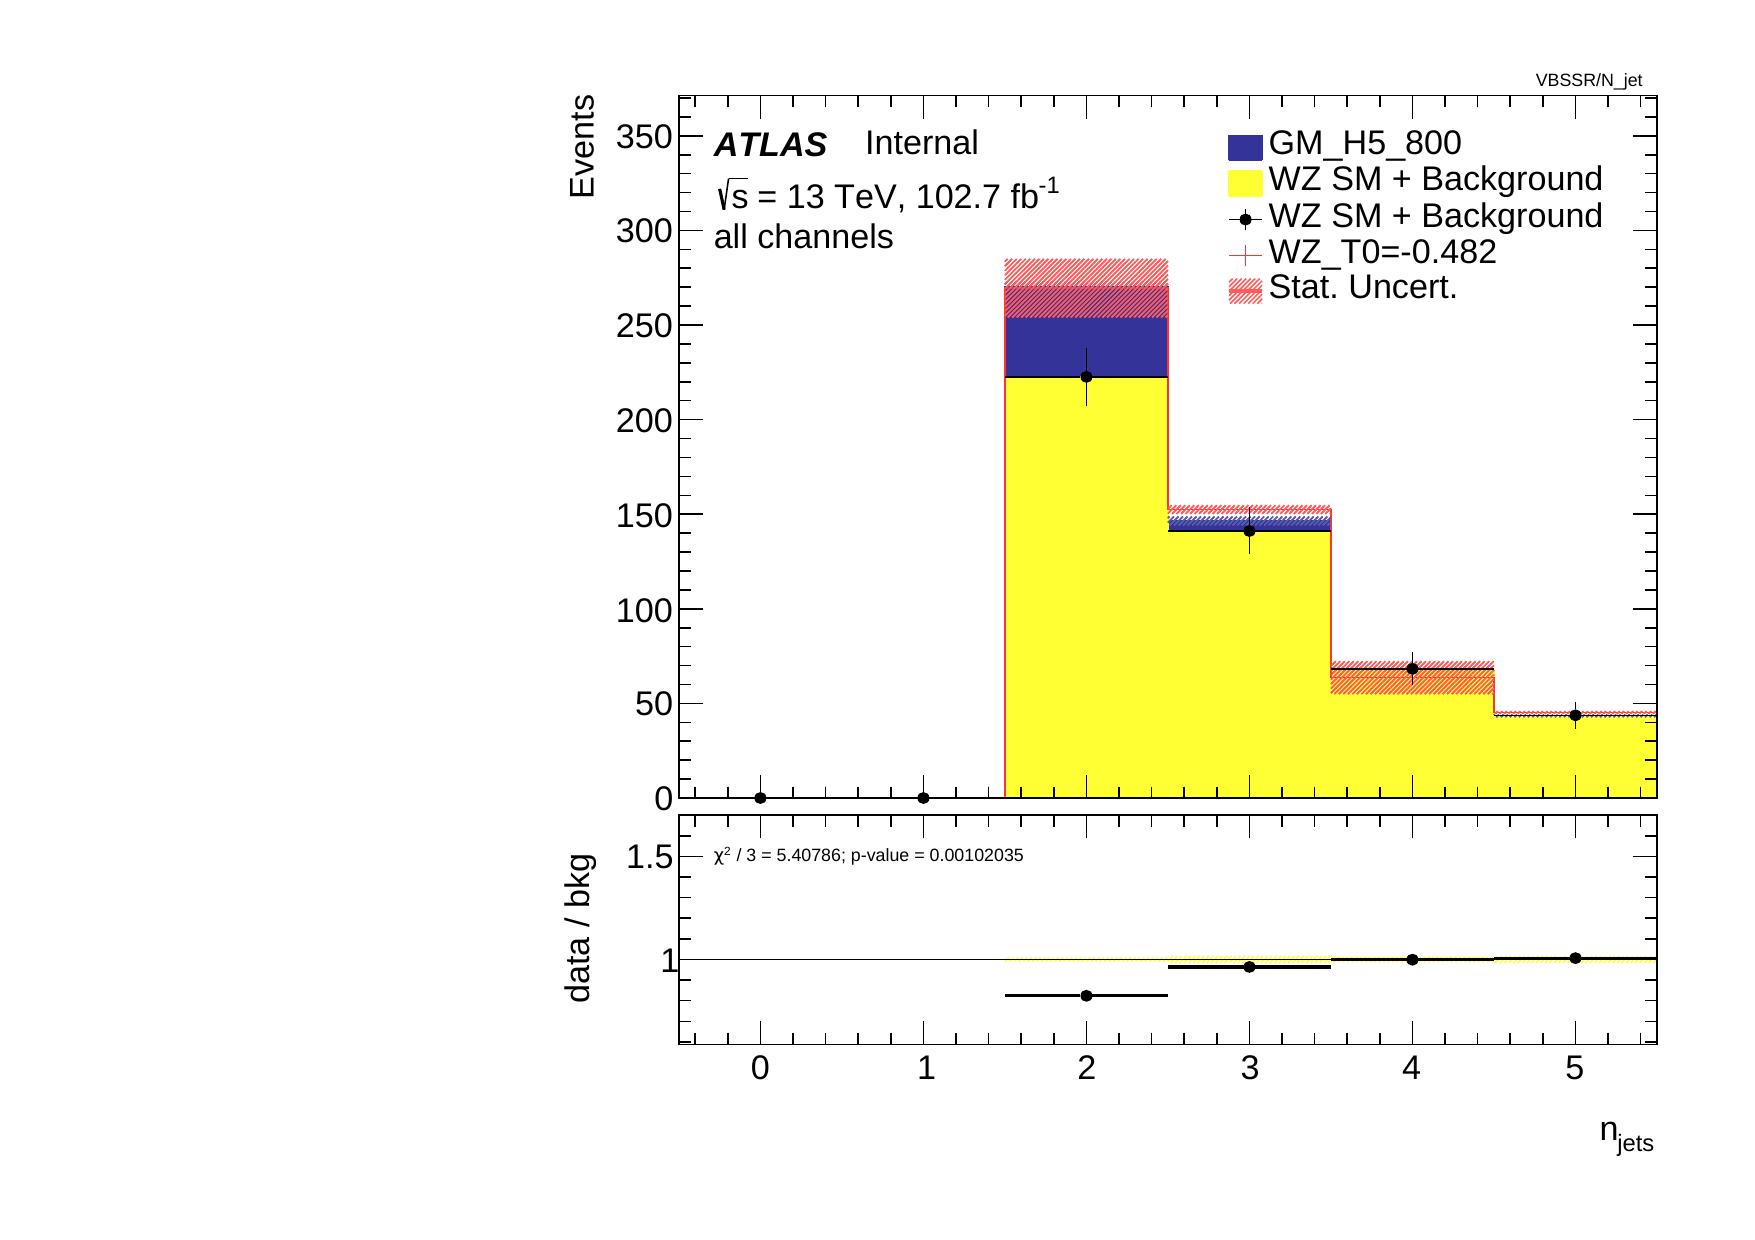 VBSSR/N_jet
Events
350
300
250
200
150
100
50
0
ATLAS Internal
√s = 13 TeV, 102.7 fb-1
all channels
GM_H5_800
WZ SM + Background
WZ SM + Background
WZ_T0=-0.482
Stat. Uncert.
data / bkg
1.5
1
χ2 / 3 = 5.40786; p-value = 0.00102035
0 1 2 3 4 5
njets